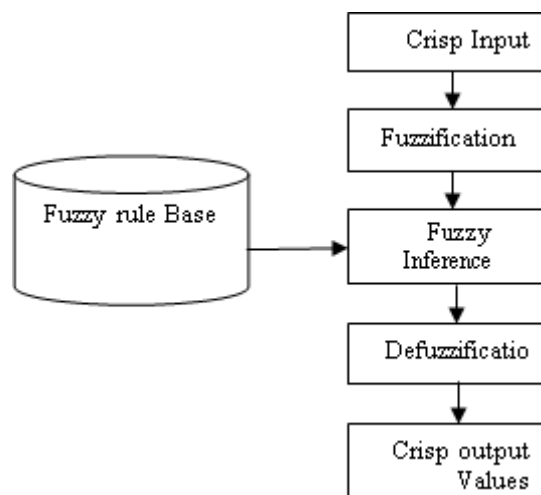 Crisp Input
Fuzzification
Fuzzy rule Base
Fuzzy
Inference
Defuzzificatio
Crisp output
Values